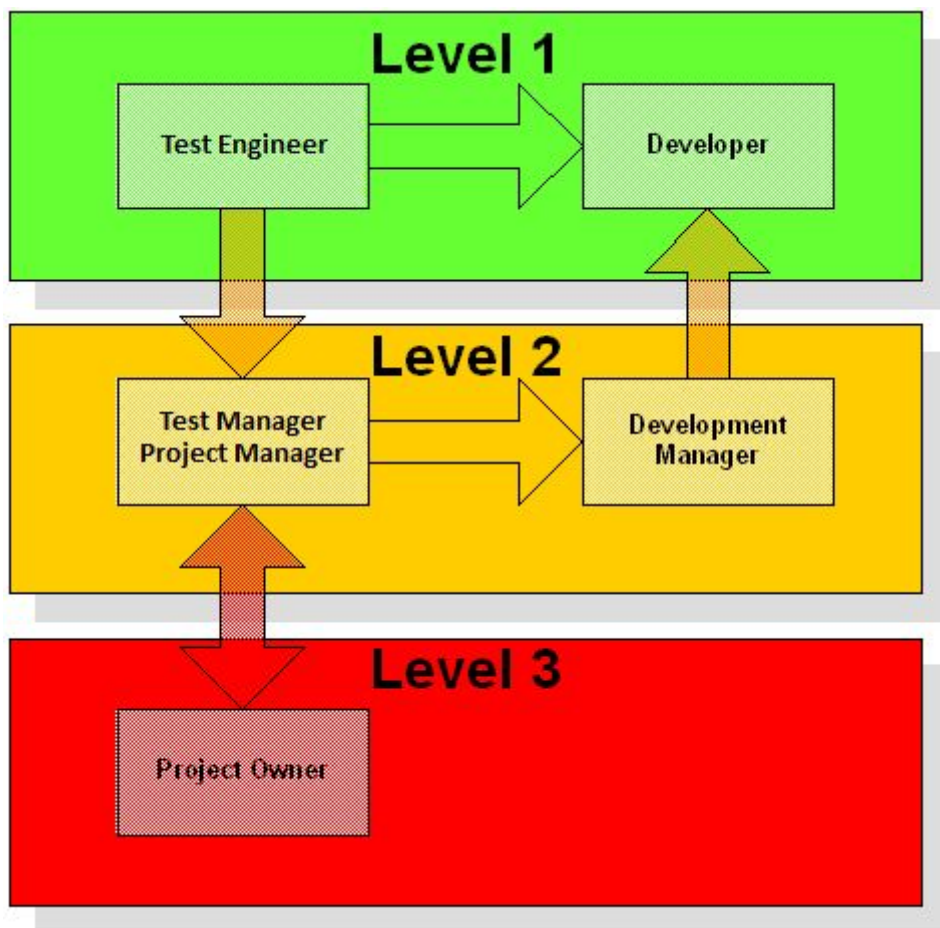 Level 1
Test Engineer
Developer
Level 2
Test Manager
Project Manager
Development
Manager
Level 3
Project Owner